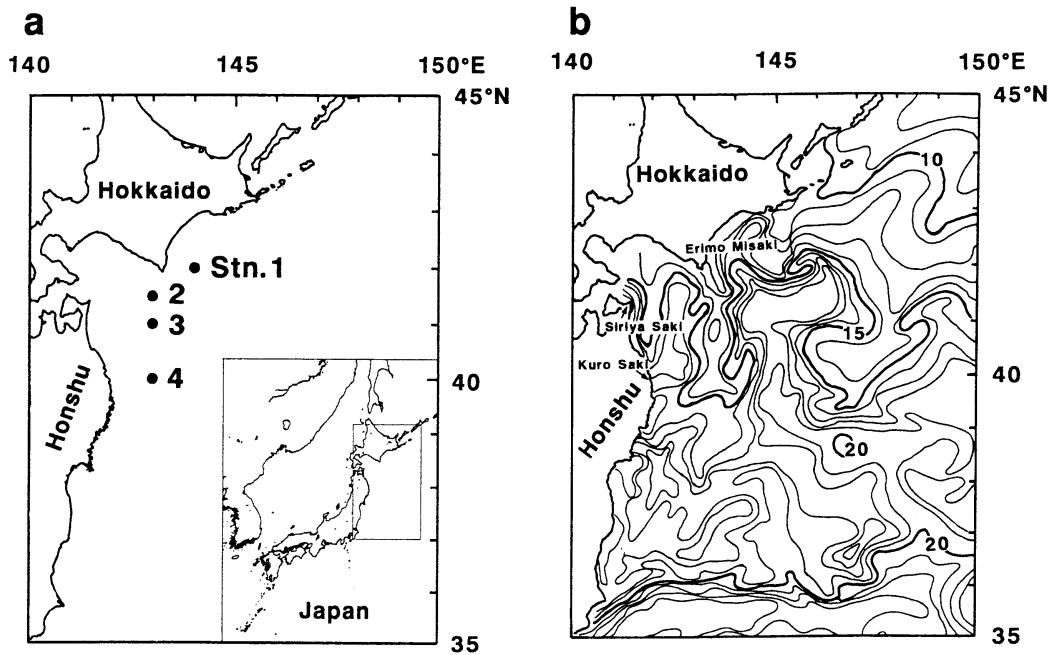 a
140 145 150°E
45°N
Hokkaido
Stn.1
2
3
4
40
Honshu
Japan
35
b
140 145 150°E
45°N
10
Hokkaido
Erimo Misaki
15
Siriya Saki
Kuro Saki
40
Honshu
20
20
35